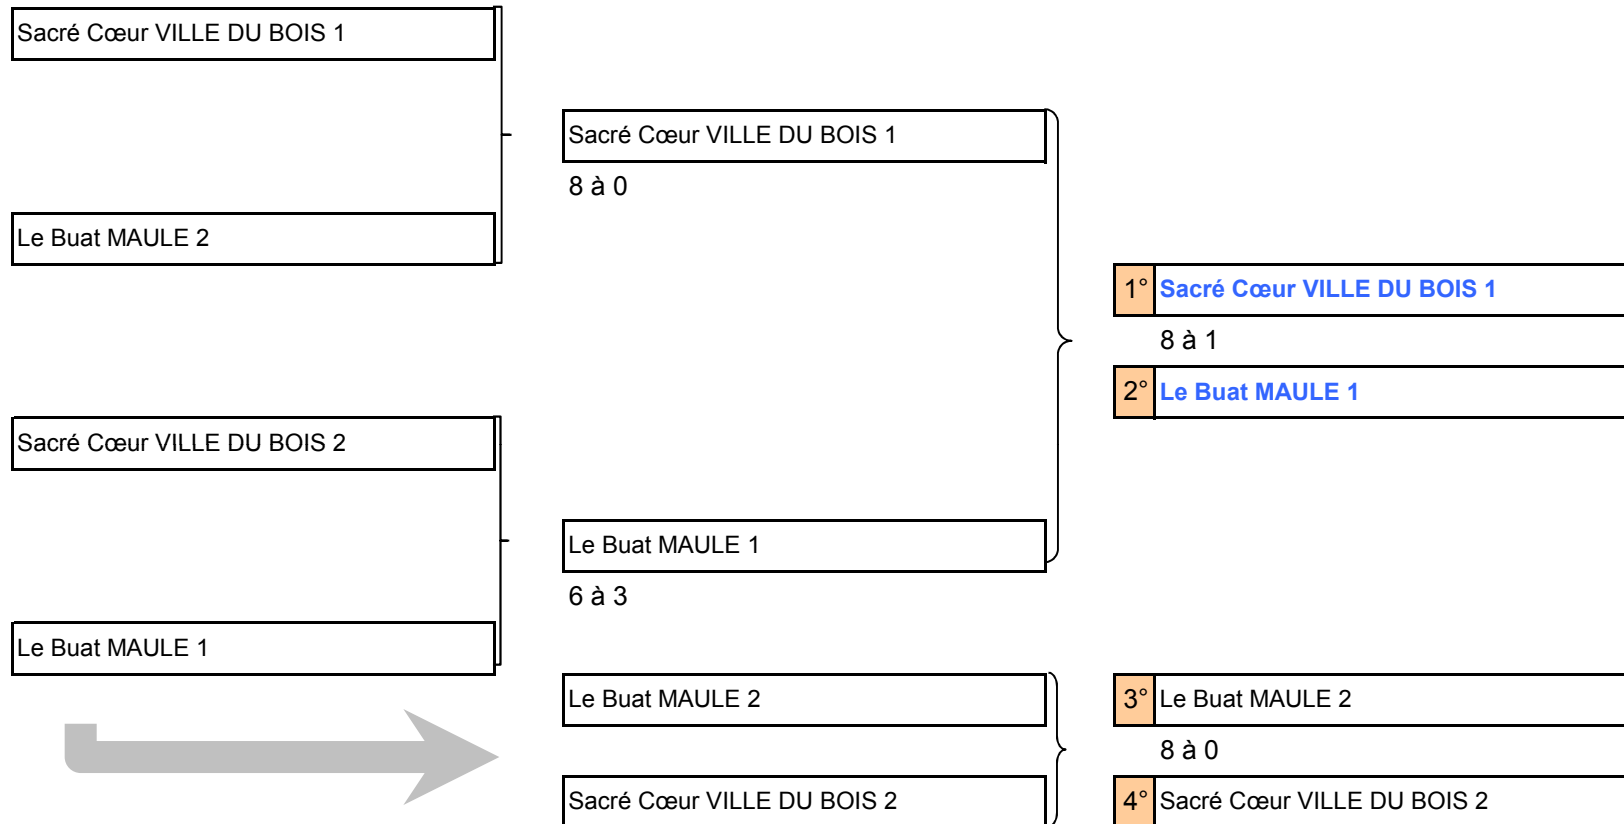 Sacré Cœur VILLE DU BOIS 1
Sacré Cœur VILLE DU BOIS 1
8 à 0
Le Buat MAULE 2
1° Sacré Cœur VILLE DU BOIS 1
8 à 1
2° Le Buat MAULE 1
Sacré Cœur VILLE DU BOIS 2
Le Buat MAULE 1
6 à 3
Le Buat MAULE 1
Le Buat MAULE 2
3° Le Buat MAULE 2
8 à 0
Sacré Cœur VILLE DU BOIS 2
4° Sacré Cœur VILLE DU BOIS 2